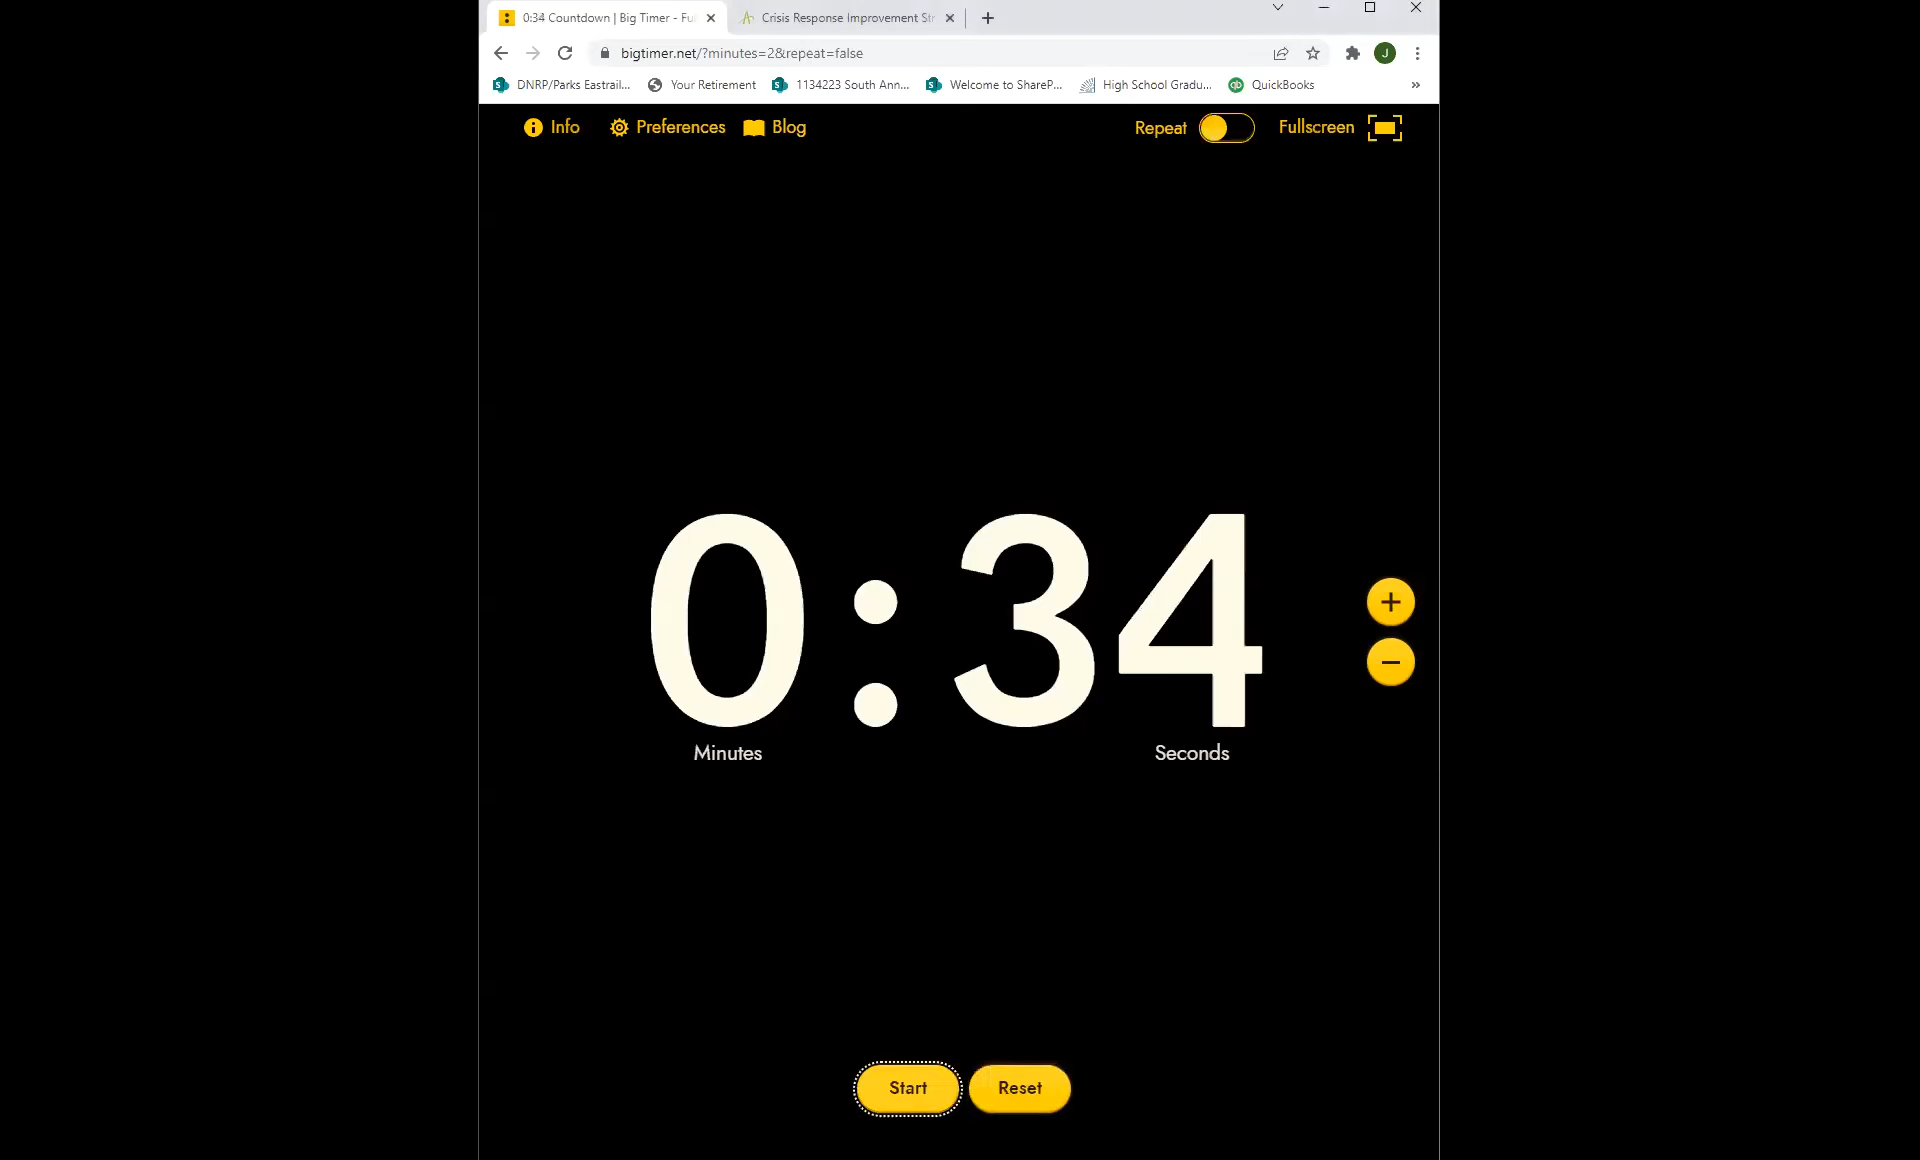 0:34 Countdown | Big Timer - Fu
Crisis Response Improvement Str
bigtimer.net/?minutes=2&repeat=false
J
DNRP/Parks Eastrail...
Your Retirement
1134223 South Ann...
Welcome to ShareP...
High School Gradu...
QuickBooks
»
Info
Preferences
Blog
Repeat
Fullscreen
0:34
Minutes
Seconds
+
−
Start
Reset